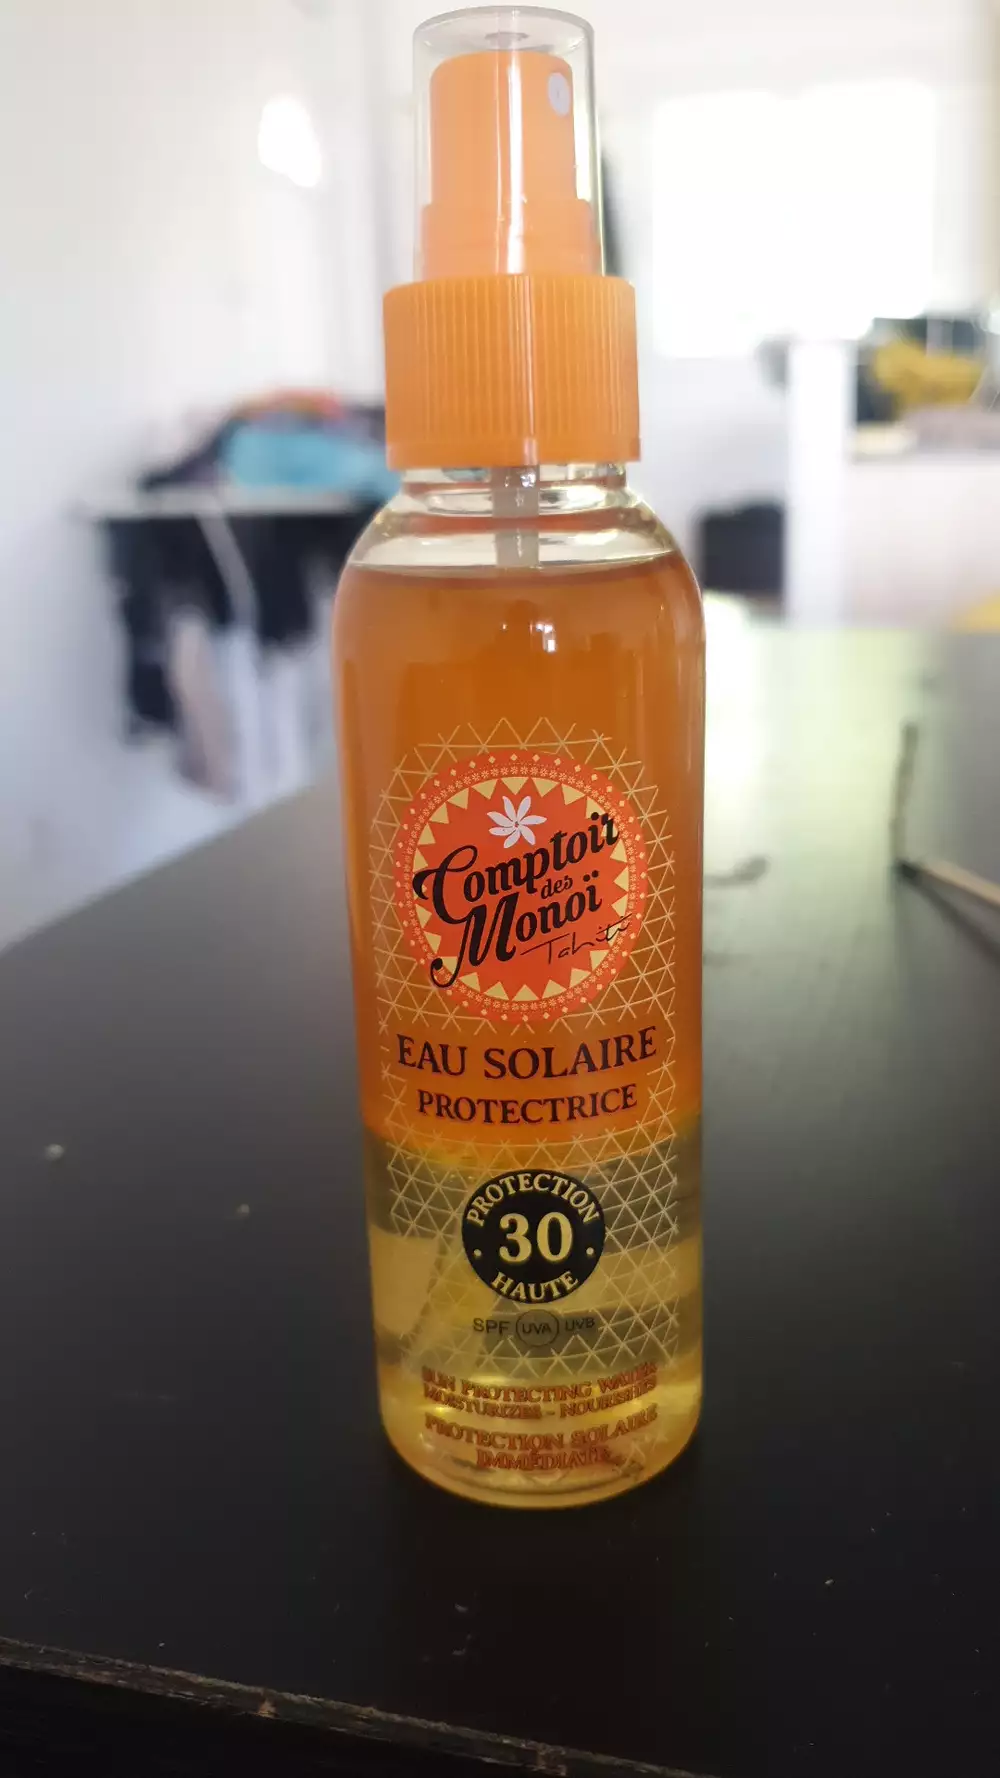 Comptoir
des
Monoï
Tahiti
EAU SOLAIRE
PROTECTRICE
PROTECTION
30
HAUTE
SPF UVA UVB
SUN PROTECTING WATER
MOISTURIZES - NOURISHES
PROTECTION SOLAIRE
IMMÉDIATE